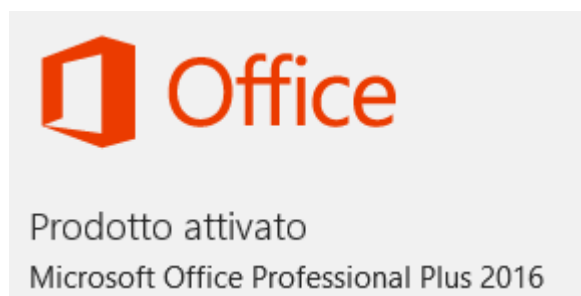 Office
Prodotto attivato
Microsoft Office Professional Plus 2016